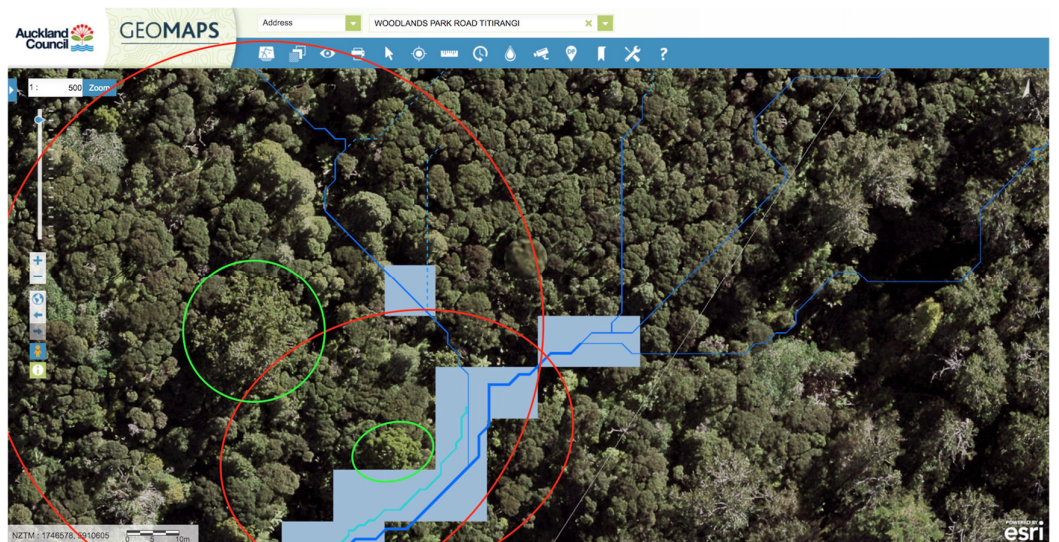 Auckland
Council
GEOMAPS
Address
WOODLANDS PARK ROAD TITIRANGI
DP
?
1 : 500 Zoom
NZTM : 1746578, 5910605
0 5 10m
POWERED BY
esri